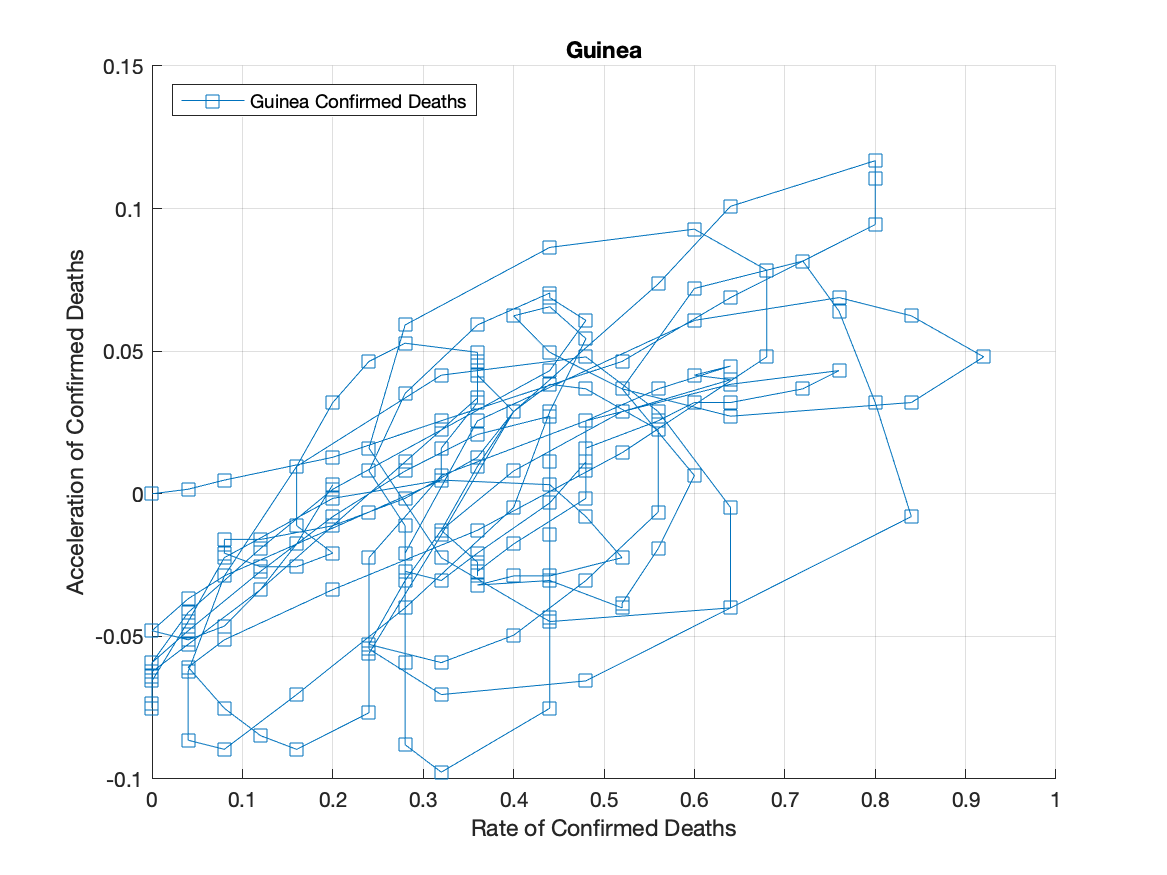 Guinea
Guinea Confirmed Deaths
Acceleration of Confirmed Deaths
0.15
0.1
0.05
0
-0.05
-0.1
0 0.1 0.2 0.3 0.4 0.5 0.6 0.7 0.8 0.9 1
Rate of Confirmed Deaths